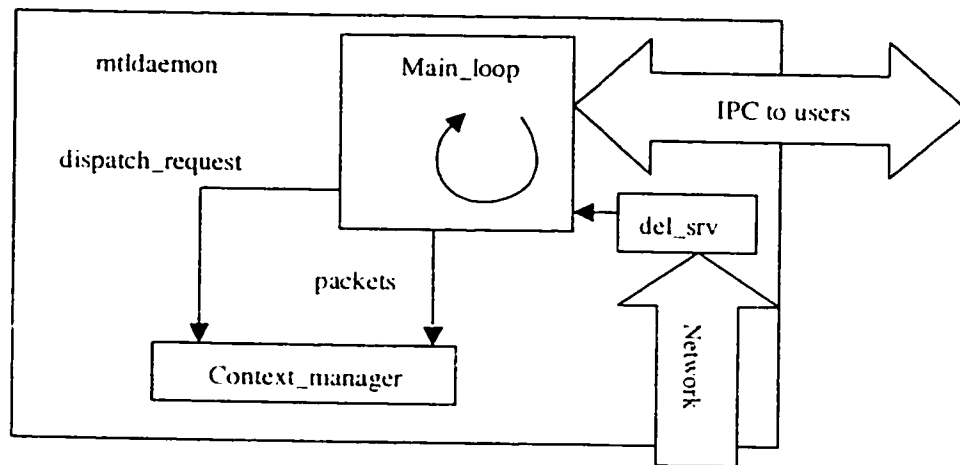 mtldaemon
Main_loop
IPC to users
dispatch_request
del_srv
packets
Network
Context_manager